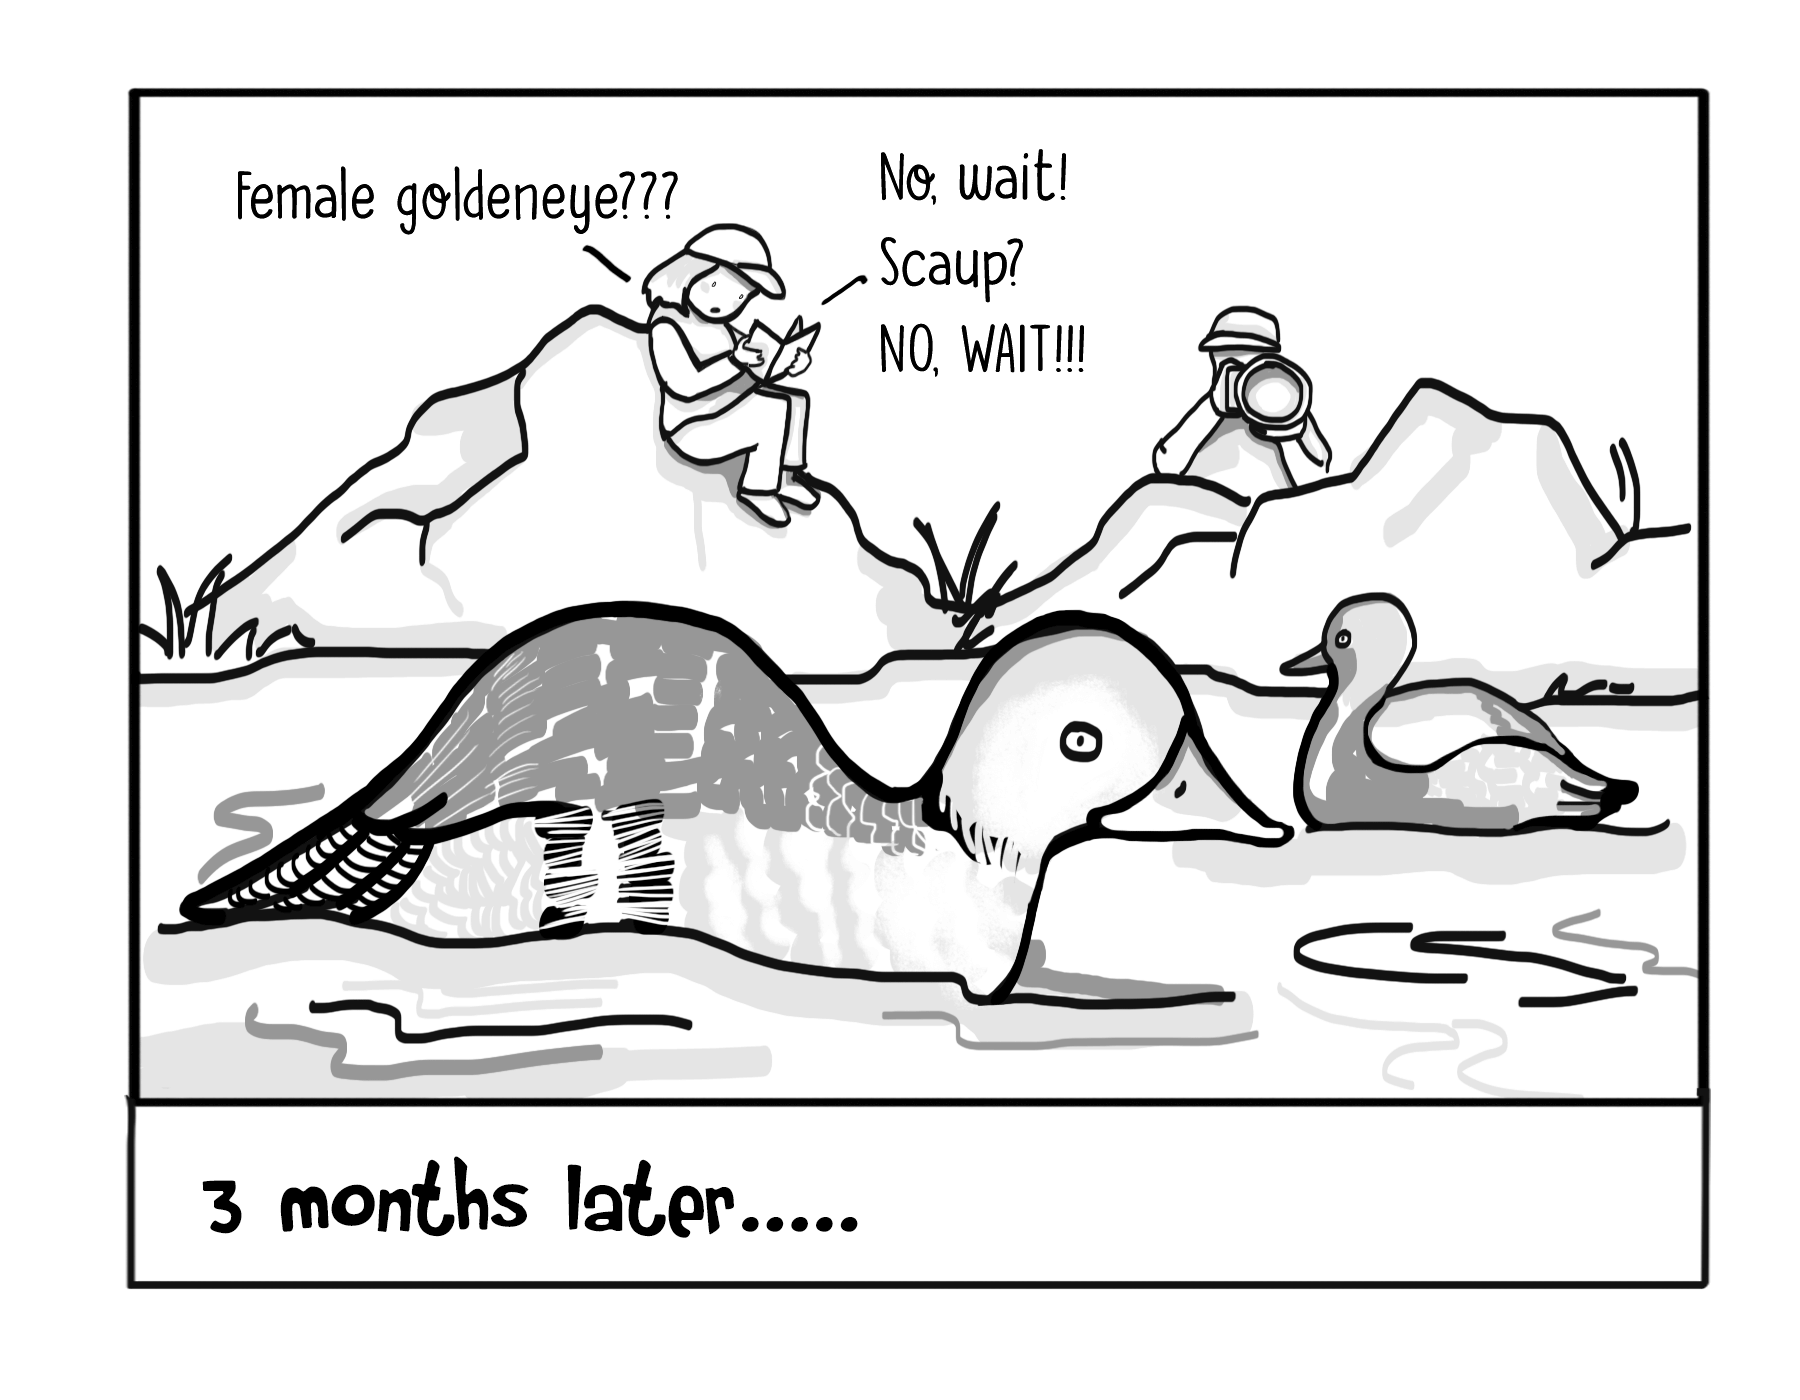 Female goldeneye???
No, wait!
Scaup?
NO, WAIT!!!
3 months later.....